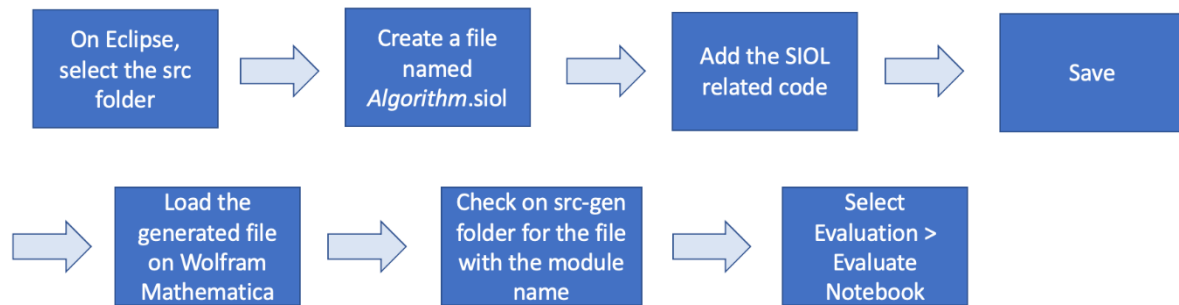 On Eclipse,
select the src
folder
Create a file
named
Algorithm.siol
Add the SIOL
related code
Save
Load the
generated file
on Wolfram
Mathematica
Check on src-gen
folder for the file
with the module
name
Select
Evaluation >
Evaluate
Notebook